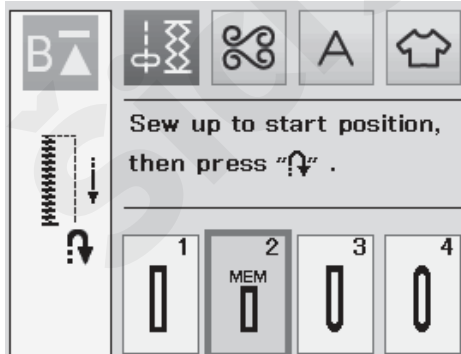 B
A
Sew up to start position,
then press “ ” .
1
2
3
4
MEM